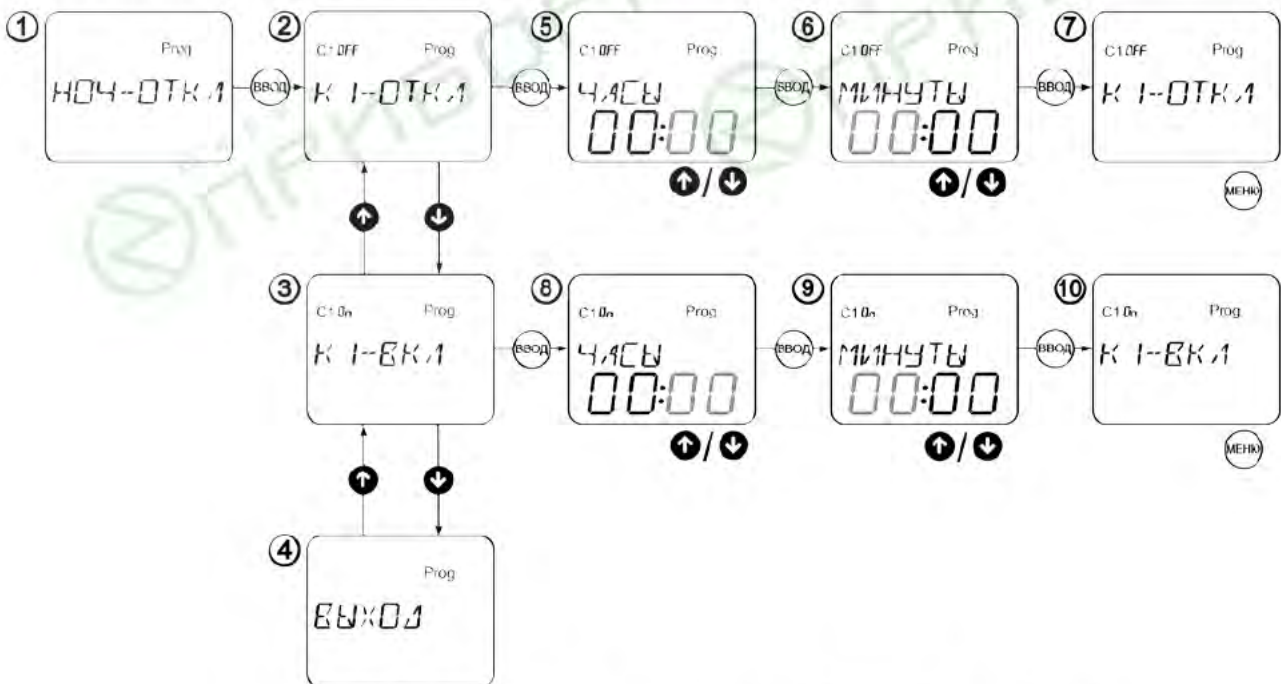 1
Prog
НОЧ-ОТКЛ
ВВОД
2
C1 OFF Prog
К1-ОТКЛ
ВВОД
5
C1 OFF Prog
ЧАСЫ
00:00
/
ВВОД
6
C1 OFF Prog
МИНУТЫ
00:00
/
ВВОД
7
C1 OFF Prog
К1-ОТКЛ
МЕНЮ
3
C1 On Prog
К1-ВКЛ
ВВОД
8
C1 On Prog
ЧАСЫ
00:00
/
ВВОД
9
C1 On Prog
МИНУТЫ
00:00
/
ВВОД
10
C1 On Prog
К1-ВКЛ
МЕНЮ
4
Prog
ВЫХОД